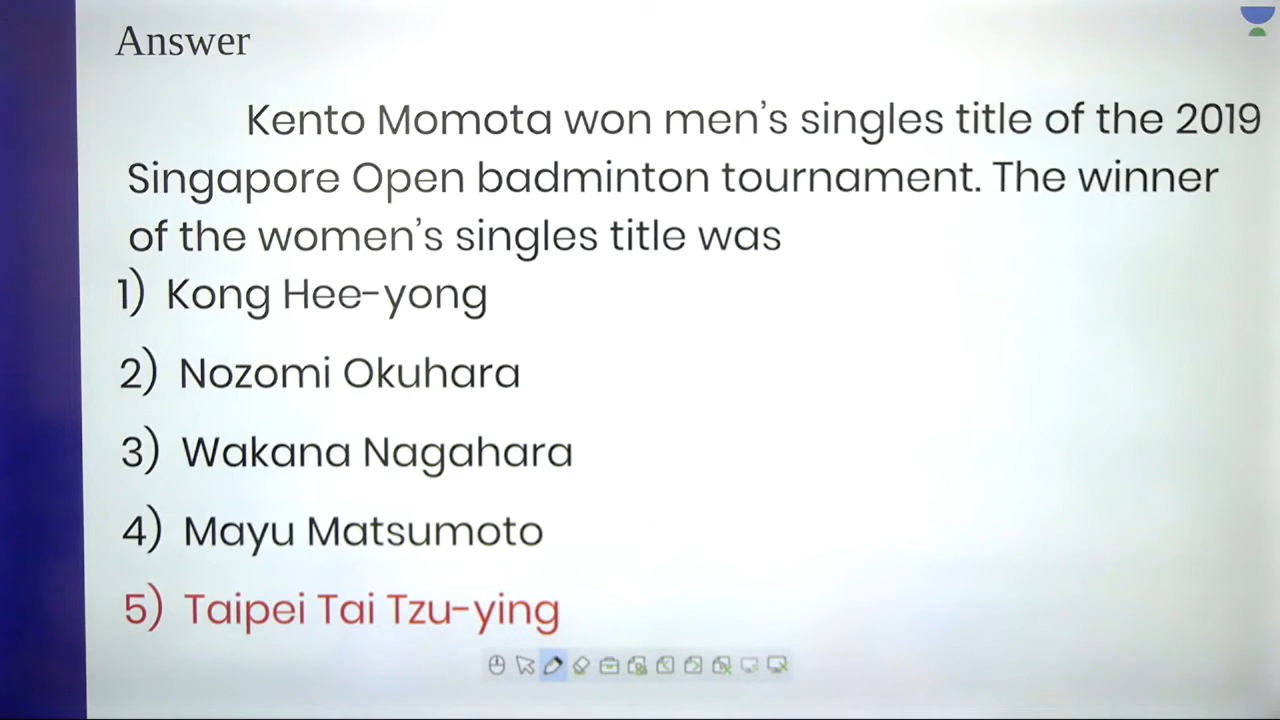 Answer
Kento Momota won men's singles title of the 2019
Singapore Open badminton tournament. The winner
of the women's singles title was
1) Kong Hee-yong
2) Nozomi Okuhara
3) Wakana Nagahara
4) Mayu Matsumoto
5) Taipei Tai Tzu-ying